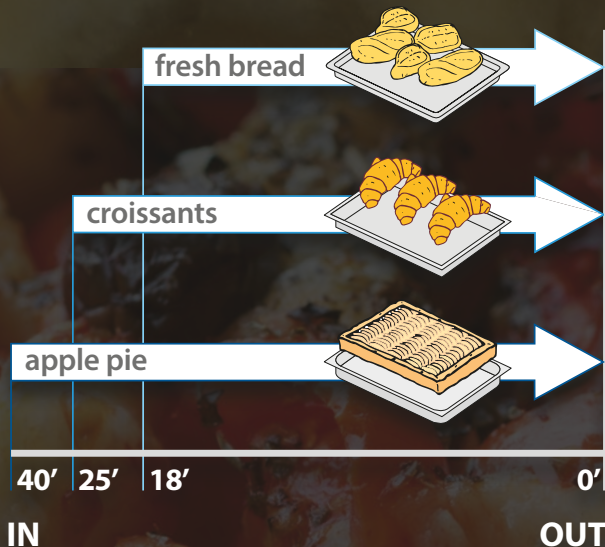 fresh bread
croissants
apple pie
40’ 25’ 18’ 0’
IN OUT